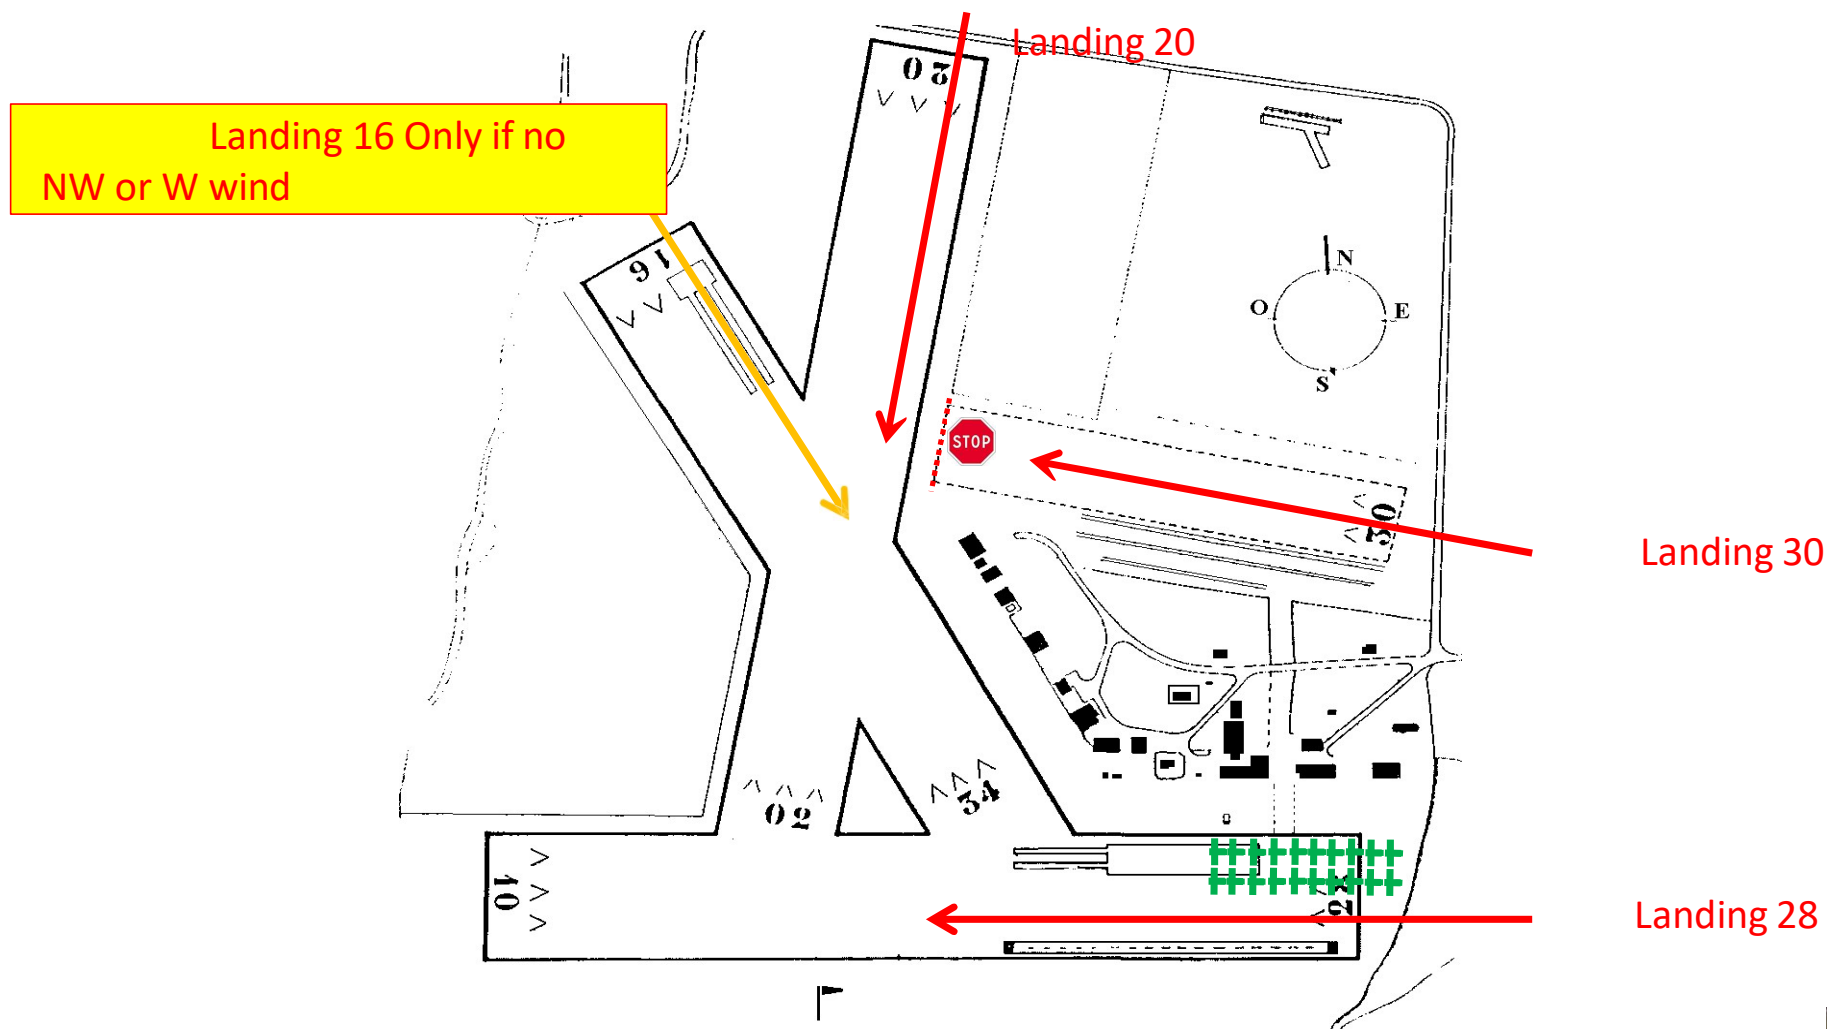 Landing 20
20
Landing 16 Only if no
NW or W wind
16
N
O
E
S
STOP
30
Landing 30
02
34
10
28
Landing 28